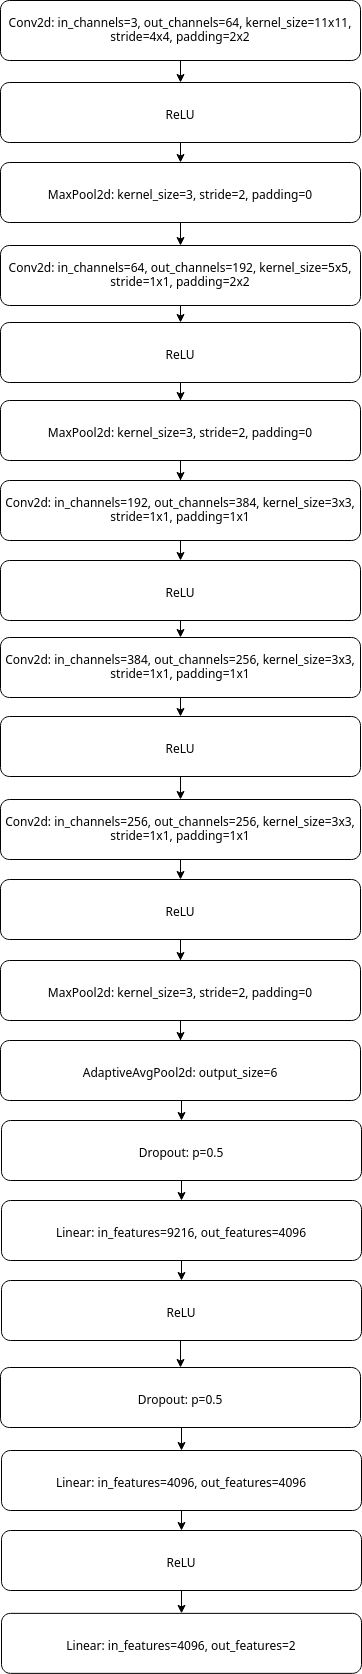 Conv2d: in_channels=3, out_channels=64, kernel_size=11x11,
stride=4x4, padding=2x2
ReLU
MaxPool2d: kernel_size=3, stride=2, padding=0
Conv2d: in_channels=64, out_channels=192, kernel_size=5x5,
stride=1x1, padding=2x2
ReLU
MaxPool2d: kernel_size=3, stride=2, padding=0
Conv2d: in_channels=192, out_channels=384, kernel_size=3x3,
stride=1x1, padding=1x1
ReLU
Conv2d: in_channels=384, out_channels=256, kernel_size=3x3,
stride=1x1, padding=1x1
ReLU
Conv2d: in_channels=256, out_channels=256, kernel_size=3x3,
stride=1x1, padding=1x1
ReLU
MaxPool2d: kernel_size=3, stride=2, padding=0
AdaptiveAvgPool2d: output_size=6
Dropout: p=0.5
Linear: in_features=9216, out_features=4096
ReLU
Dropout: p=0.5
Linear: in_features=4096, out_features=4096
ReLU
Linear: in_features=4096, out_features=2